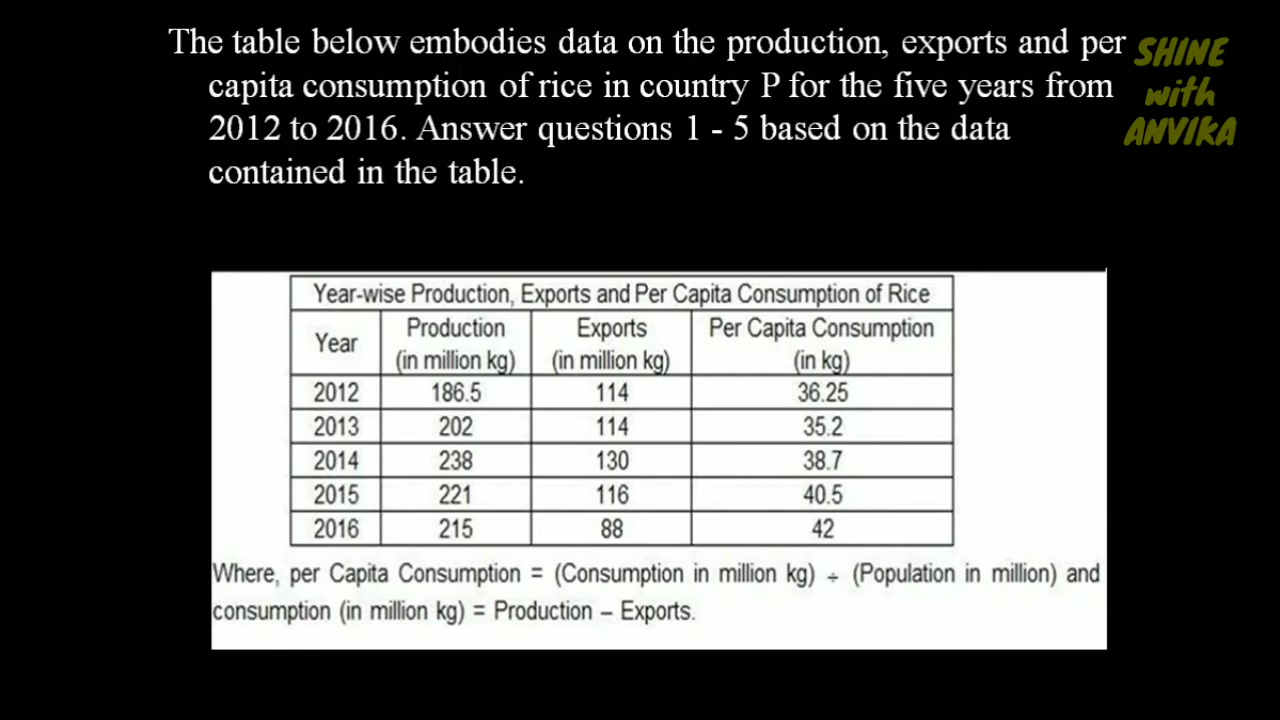 The table below embodies data on the production, exports and per
capita consumption of rice in country P for the five years from
2012 to 2016. Answer questions 1 - 5 based on the data
contained in the table.
SHINE
with
ANVIKA
Year-wise Production, Exports and Per Capita Consumption of Rice
Year Production (in million kg) Exports (in million kg) Per Capita Consumption (in kg)
2012 186.5 114 36.25
2013 202 114 35.2
2014 238 130 38.7
2015 221 116 40.5
2016 215 88 42
Where, per Capita Consumption = (Consumption in million kg) ÷ (Population in million) and
consumption (in million kg) = Production – Exports.